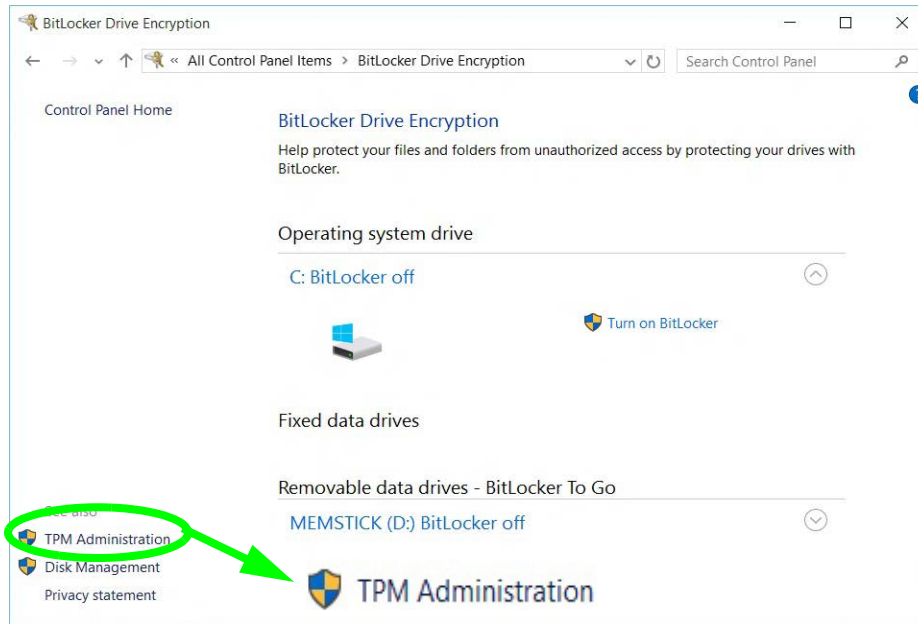 BitLocker Drive Encryption
« All Control Panel Items > BitLocker Drive Encryption
Search Control Panel
Control Panel Home
BitLocker Drive Encryption
Help protect your files and folders from unauthorized access by protecting your drives with
BitLocker.
Operating system drive
C: BitLocker off
Turn on BitLocker
Fixed data drives
Removable data drives - BitLocker To Go
MEMSTICK (D:) BitLocker off
See also
TPM Administration
Disk Management
Privacy statement
TPM Administration